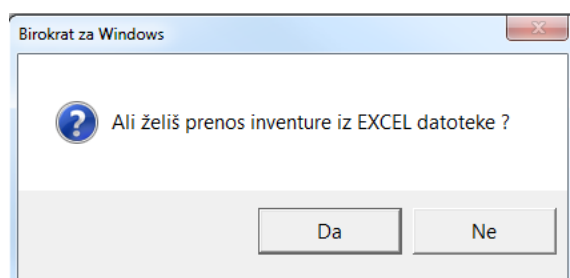 Birokrat za Windows
Ali želiš prenos inventure iz EXCEL datoteke ?
Da
Ne